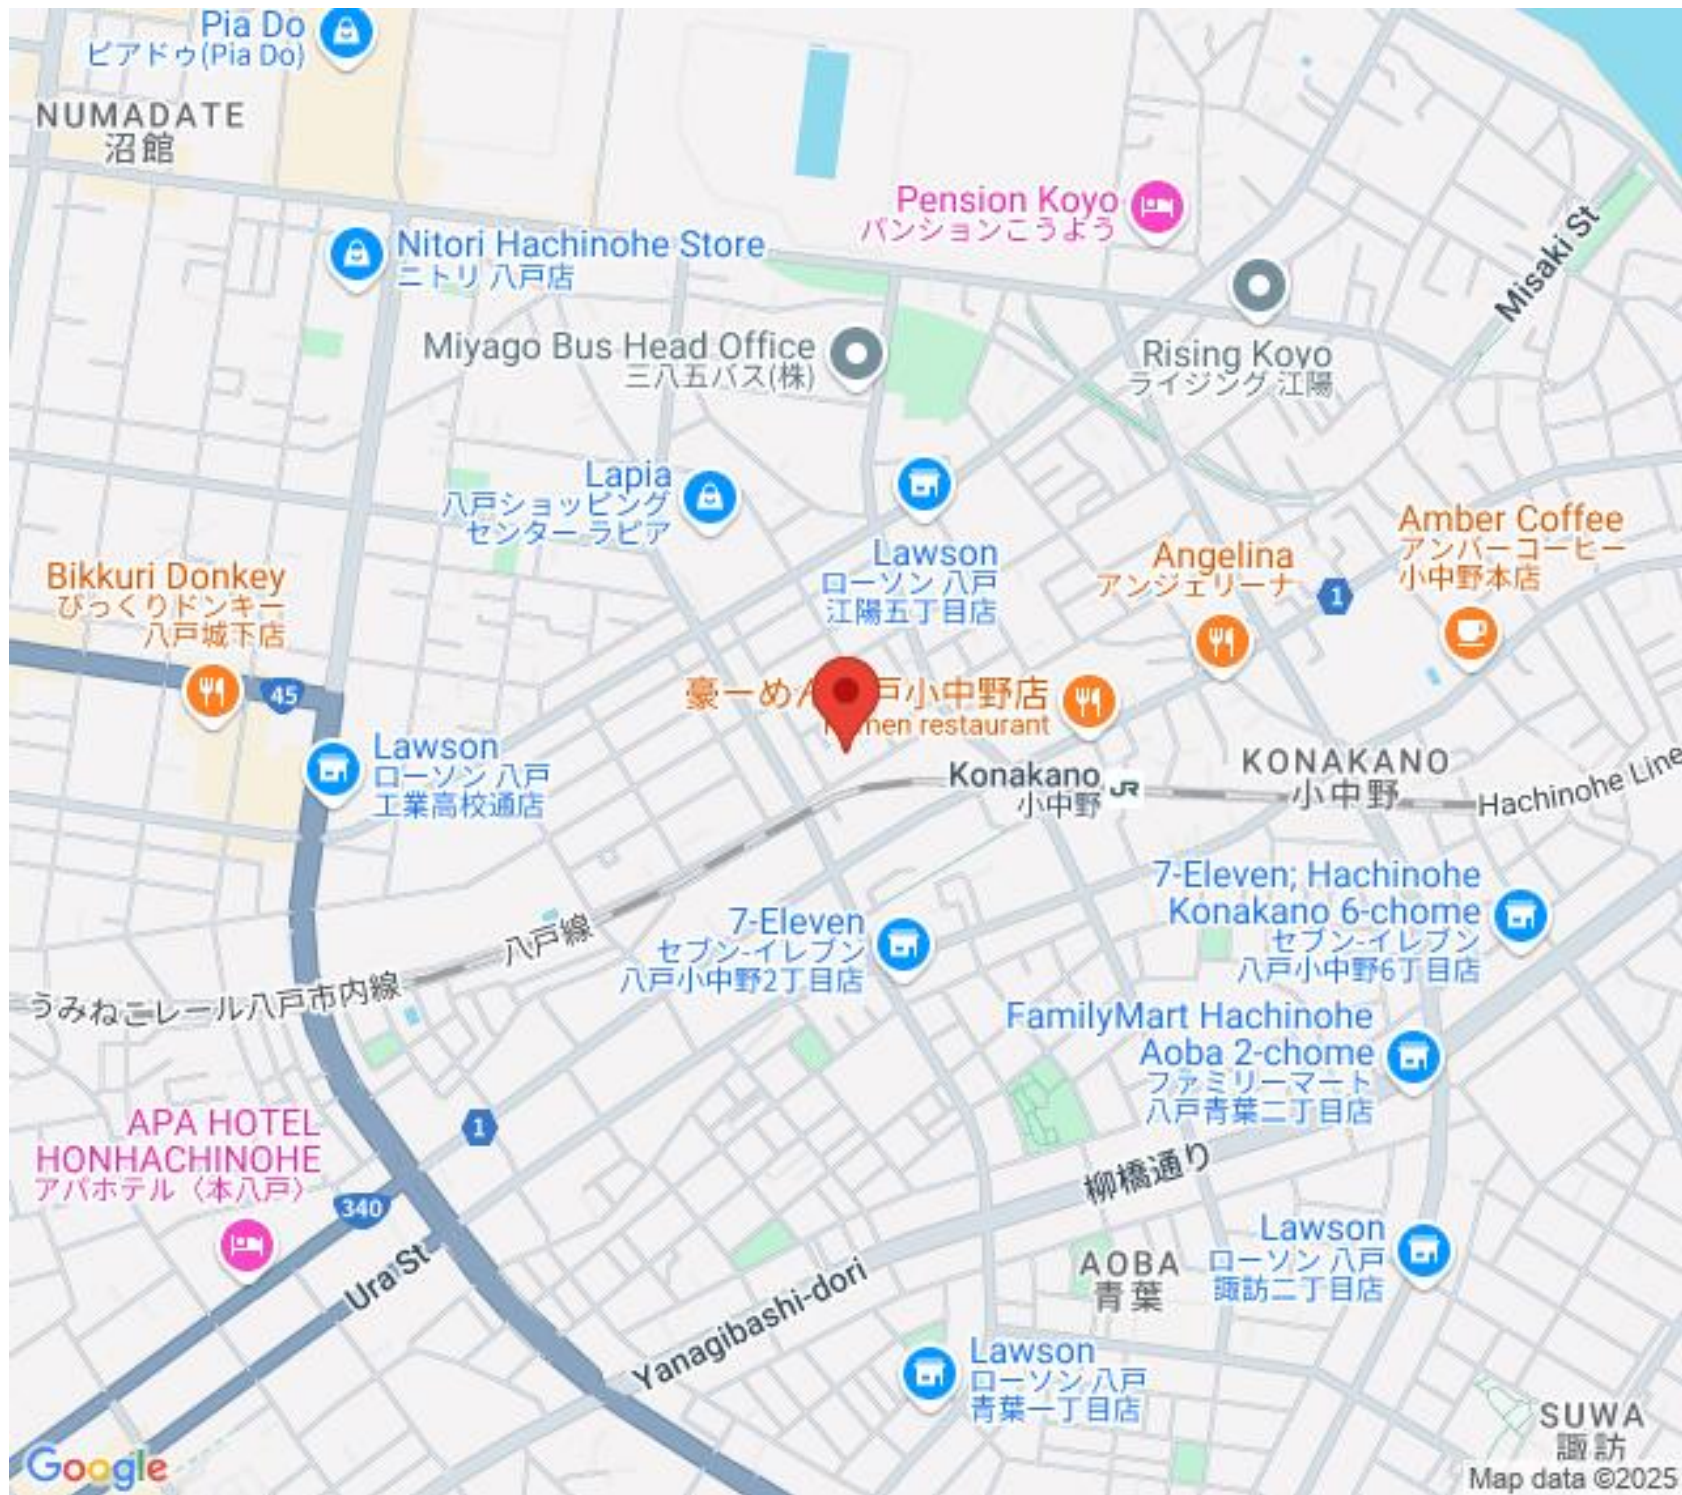 Pia Do
ピアドゥ(Pia Do)
NUMADATE
沼館
Pension Koyo
パンションこうよう
Misaki St
Nitori Hachinohe Store
ニトリ 八戸店
Miyago Bus Head Office
三八五バス(株)
Rising Koyo
ライジング 江陽
Lapia
八戸ショッピング
センター ラピア
Lawson
ローソン 八戸
江陽五丁目店
Angelina
アンジェリーナ
Amber Coffee
アンバーコーヒー
小中野本店
1
Bikkuri Donkey
びっくりドンキー
八戸城下店
45
豪ーめん 戸小中野店
restaurant
Lawson
ローソン 八戸
工業高校通店
Konakano
小中野
JR
KONAKANO
小中野
Hachinohe Line
7-Eleven; Hachinohe
Konakano 6-chome
セブン-イレブン
八戸小中野6丁目店
7-Eleven
セブン-イレブン
八戸小中野2丁目店
八戸線
うみねこレール八戸市内線
FamilyMart Hachinohe
Aoba 2-chome
ファミリーマート
八戸青葉二丁目店
APA HOTEL
HONHACHINOHE
アパホテル〈本八戸〉
1
340
柳橋通り
Ura St
Lawson
ローソン 八戸
諏訪二丁目店
AOBA
青葉
Yanagibashi-dori
Lawson
ローソン 八戸
青葉一丁目店
SUWA
諏訪
Google
Map data ©2025